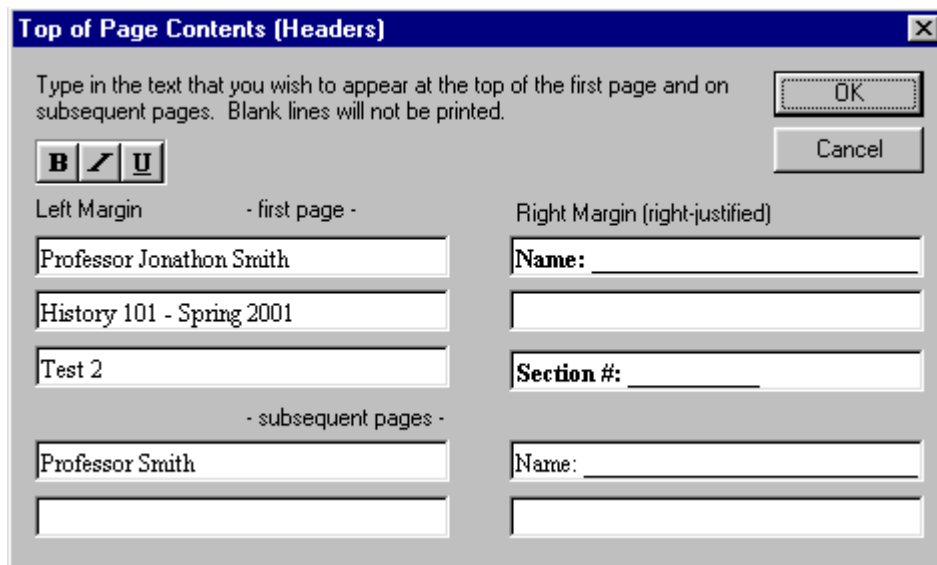 Top of Page Contents (Headers)
Type in the text that you wish to appear at the top of the first page and on
subsequent pages. Blank lines will not be printed.
OK
Cancel
B I U
Left Margin - first page - Right Margin (right-justified)
Professor Jonathon Smith Name: ________________________
History 101 - Spring 2001
Test 2 Section #: __________
- subsequent pages -
Professor Smith Name: ________________________